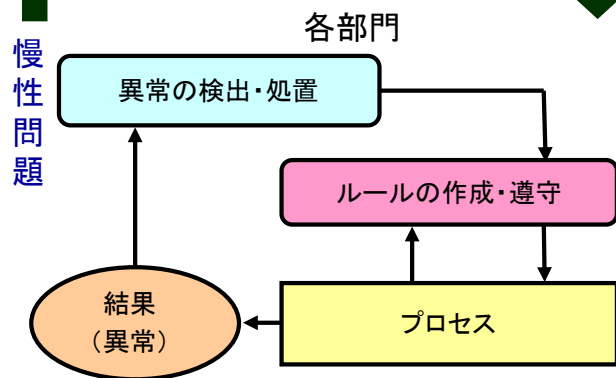 各部門
慢性問題
異常の検出・処置
ルールの作成・遵守
結果
（異常）
プロセス